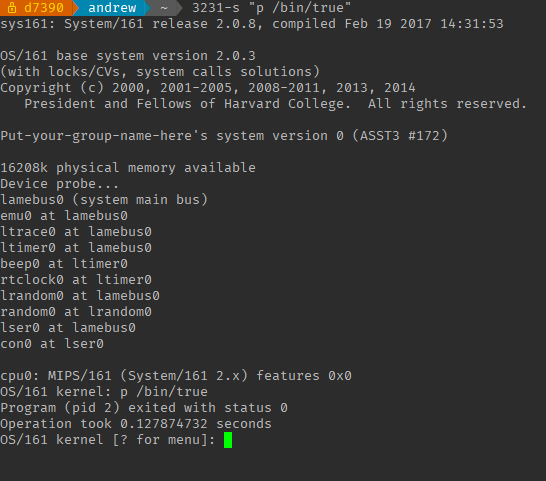 d7390 andrew ~ 3231-s "p /bin/true"
sys161: System/161 release 2.0.8, compiled Feb 19 2017 14:31:53
OS/161 base system version 2.0.3
(with locks/CVs, system calls solutions)
Copyright (c) 2000, 2001-2005, 2008-2011, 2013, 2014
President and Fellows of Harvard College.  All rights reserved.
Put-your-group-name-here's system version 0 (ASST3 #172)
16208k physical memory available
Device probe...
lamebus0 (system main bus)
emu0 at lamebus0
ltrace0 at lamebus0
ltimer0 at lamebus0
beep0 at ltimer0
rtclock0 at ltimer0
lrandom0 at lamebus0
random0 at lrandom0
lser0 at lamebus0
con0 at lser0
cpu0: MIPS/161 (System/161 2.x) features 0x0
OS/161 kernel: p /bin/true
Program (pid 2) exited with status 0
Operation took 0.127874732 seconds
OS/161 kernel [? for menu]: